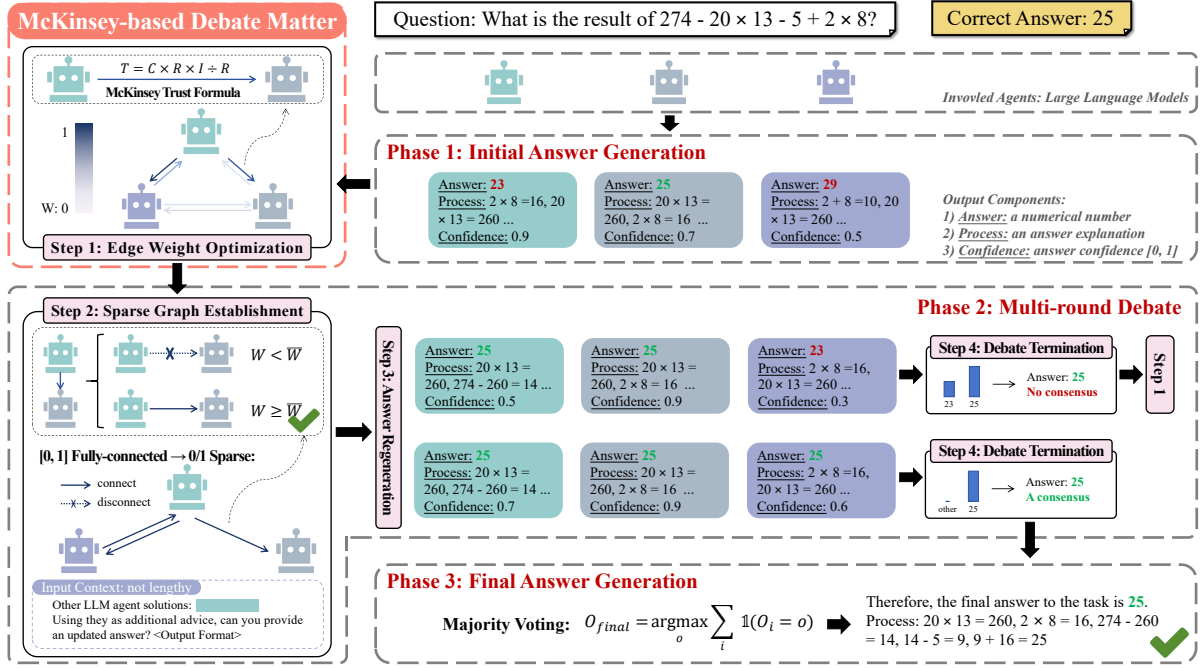 McKinsey-based Debate Matter
Question: What is the result of 274 - 20 × 13 - 5 + 2 × 8?
Correct Answer: 25
T = C × R × I ÷ R
McKinsey Trust Formula
1
W: 0
Step 1: Edge Weight Optimization
Invovled Agents: Large Language Models
Phase 1: Initial Answer Generation
Answer: 23
Process: 2 × 8 =16, 20
× 13 = 260 ...
Confidence: 0.9
Answer: 25
Process: 20 × 13 =
260, 2 × 8 = 16 ...
Confidence: 0.7
Answer: 29
Process: 2 + 8 =10, 20
× 13 = 260 ...
Confidence: 0.5
Output Components:
1) Answer: a numerical number
2) Process: an answer explanation
3) Confidence: answer confidence [0, 1]
Step 2: Sparse Graph Establishment
W < W̅
W ≥ W̅
[0, 1] Fully-connected → 0/1 Sparse:
connect
disconnect
Input Context: not lengthy
Other LLM agent solutions:
Using they as additional advice, can you provide
an updated answer? <Output Format>
Phase 2: Multi-round Debate
Step 3: Answer Regeneration
Answer: 25
Process: 20 × 13 =
260, 274 - 260 = 14 ...
Confidence: 0.5
Answer: 25
Process: 20 × 13 =
260, 2 × 8 = 16 ...
Confidence: 0.9
Answer: 23
Process: 2 × 8 =16,
20 × 13 = 260 ...
Confidence: 0.3
Step 4: Debate Termination
23 25
Answer: 25
No consensus
Step 1
Answer: 25
Process: 20 × 13 =
260, 274 - 260 = 14 ...
Confidence: 0.7
Answer: 25
Process: 20 × 13 =
260, 2 × 8 = 16 ...
Confidence: 0.9
Answer: 25
Process: 2 × 8 =16,
20 × 13 = 260 ...
Confidence: 0.6
Step 4: Debate Termination
other 25
Answer: 25
A consensus
Phase 3: Final Answer Generation
Majority Voting: O_final = argmax_o ∑_i 𝟙(O_i = o)
Therefore, the final answer to the task is 25.
Process: 20 × 13 = 260, 2 × 8 = 16, 274 - 260
= 14, 14 - 5 = 9, 9 + 16 = 25